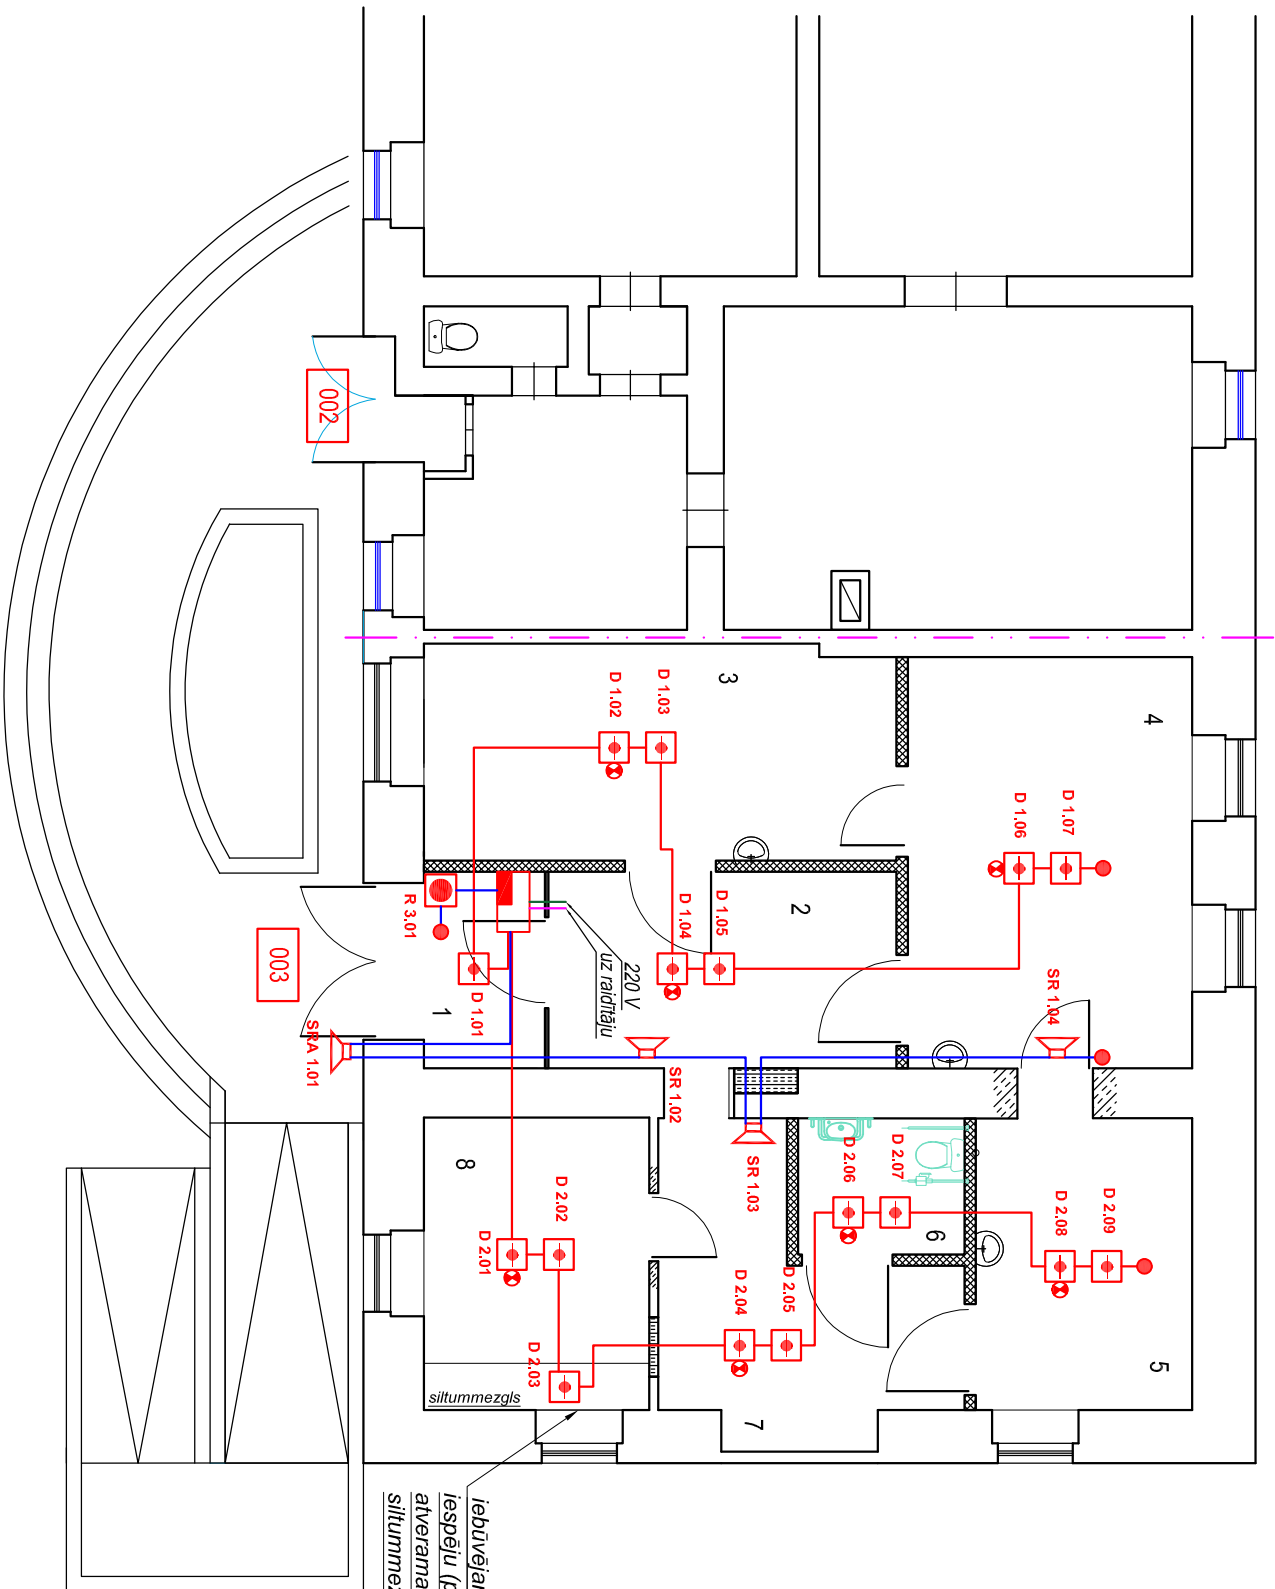 002
003
3
4
2
1
8
6
7
5
D 1.02
D 1.03
D 1.06
D 1.07
D 1.04
D 1.05
R 3.01
D 1.01
220 V
uz raidītāju
SRA 1.01
SR 1.02
SR 1.04
SR 1.03
D 2.06
D 2.07
D 2.08
D 2.09
D 2.02
D 2.01
D 2.04
D 2.05
D 2.03
siltummezgls
iespēju (p
atverama